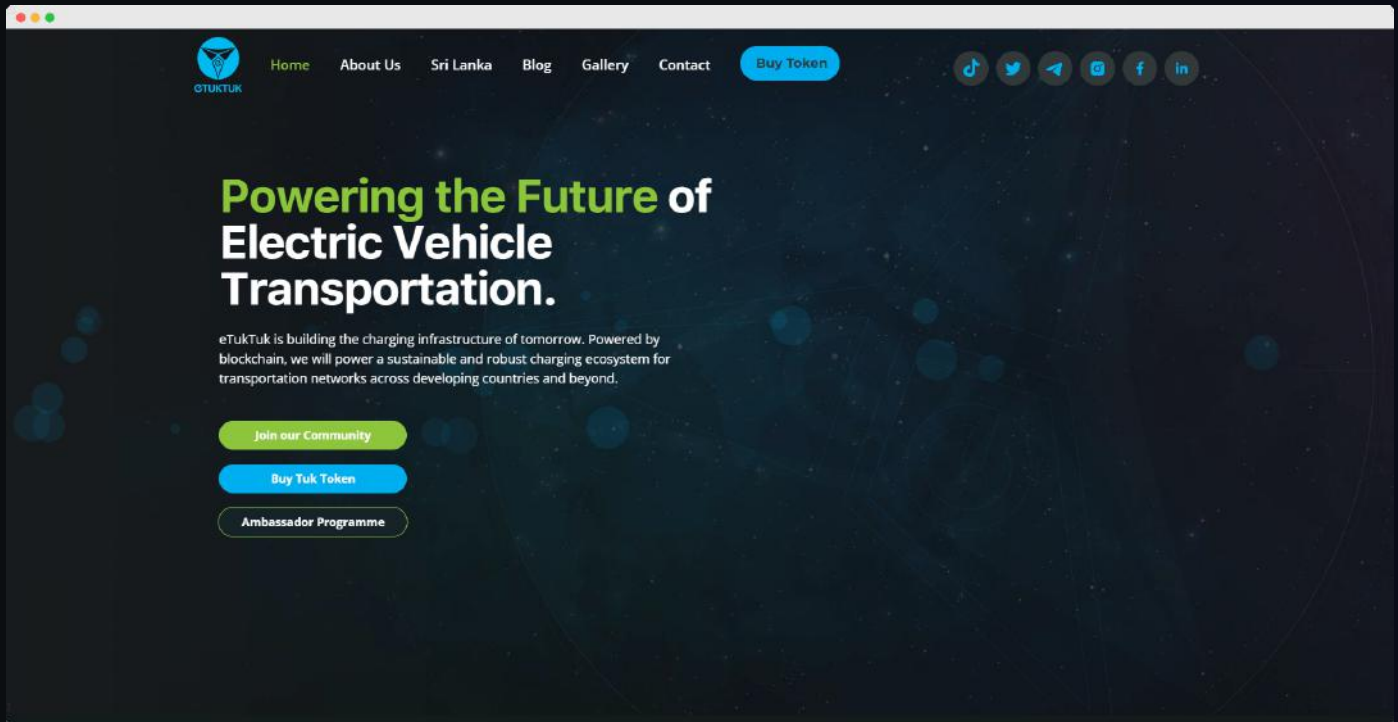 Home About Us Sri Lanka Blog Gallery Contact Buy Token
eTUKTUK
Powering the Future of
Electric Vehicle
Transportation.
eTukTuk is building the charging infrastructure of tomorrow. Powered by
blockchain, we will power a sustainable and robust charging ecosystem for
transportation networks across developing countries and beyond.
Join our Community
Buy Tuk Token
Ambassador Programme